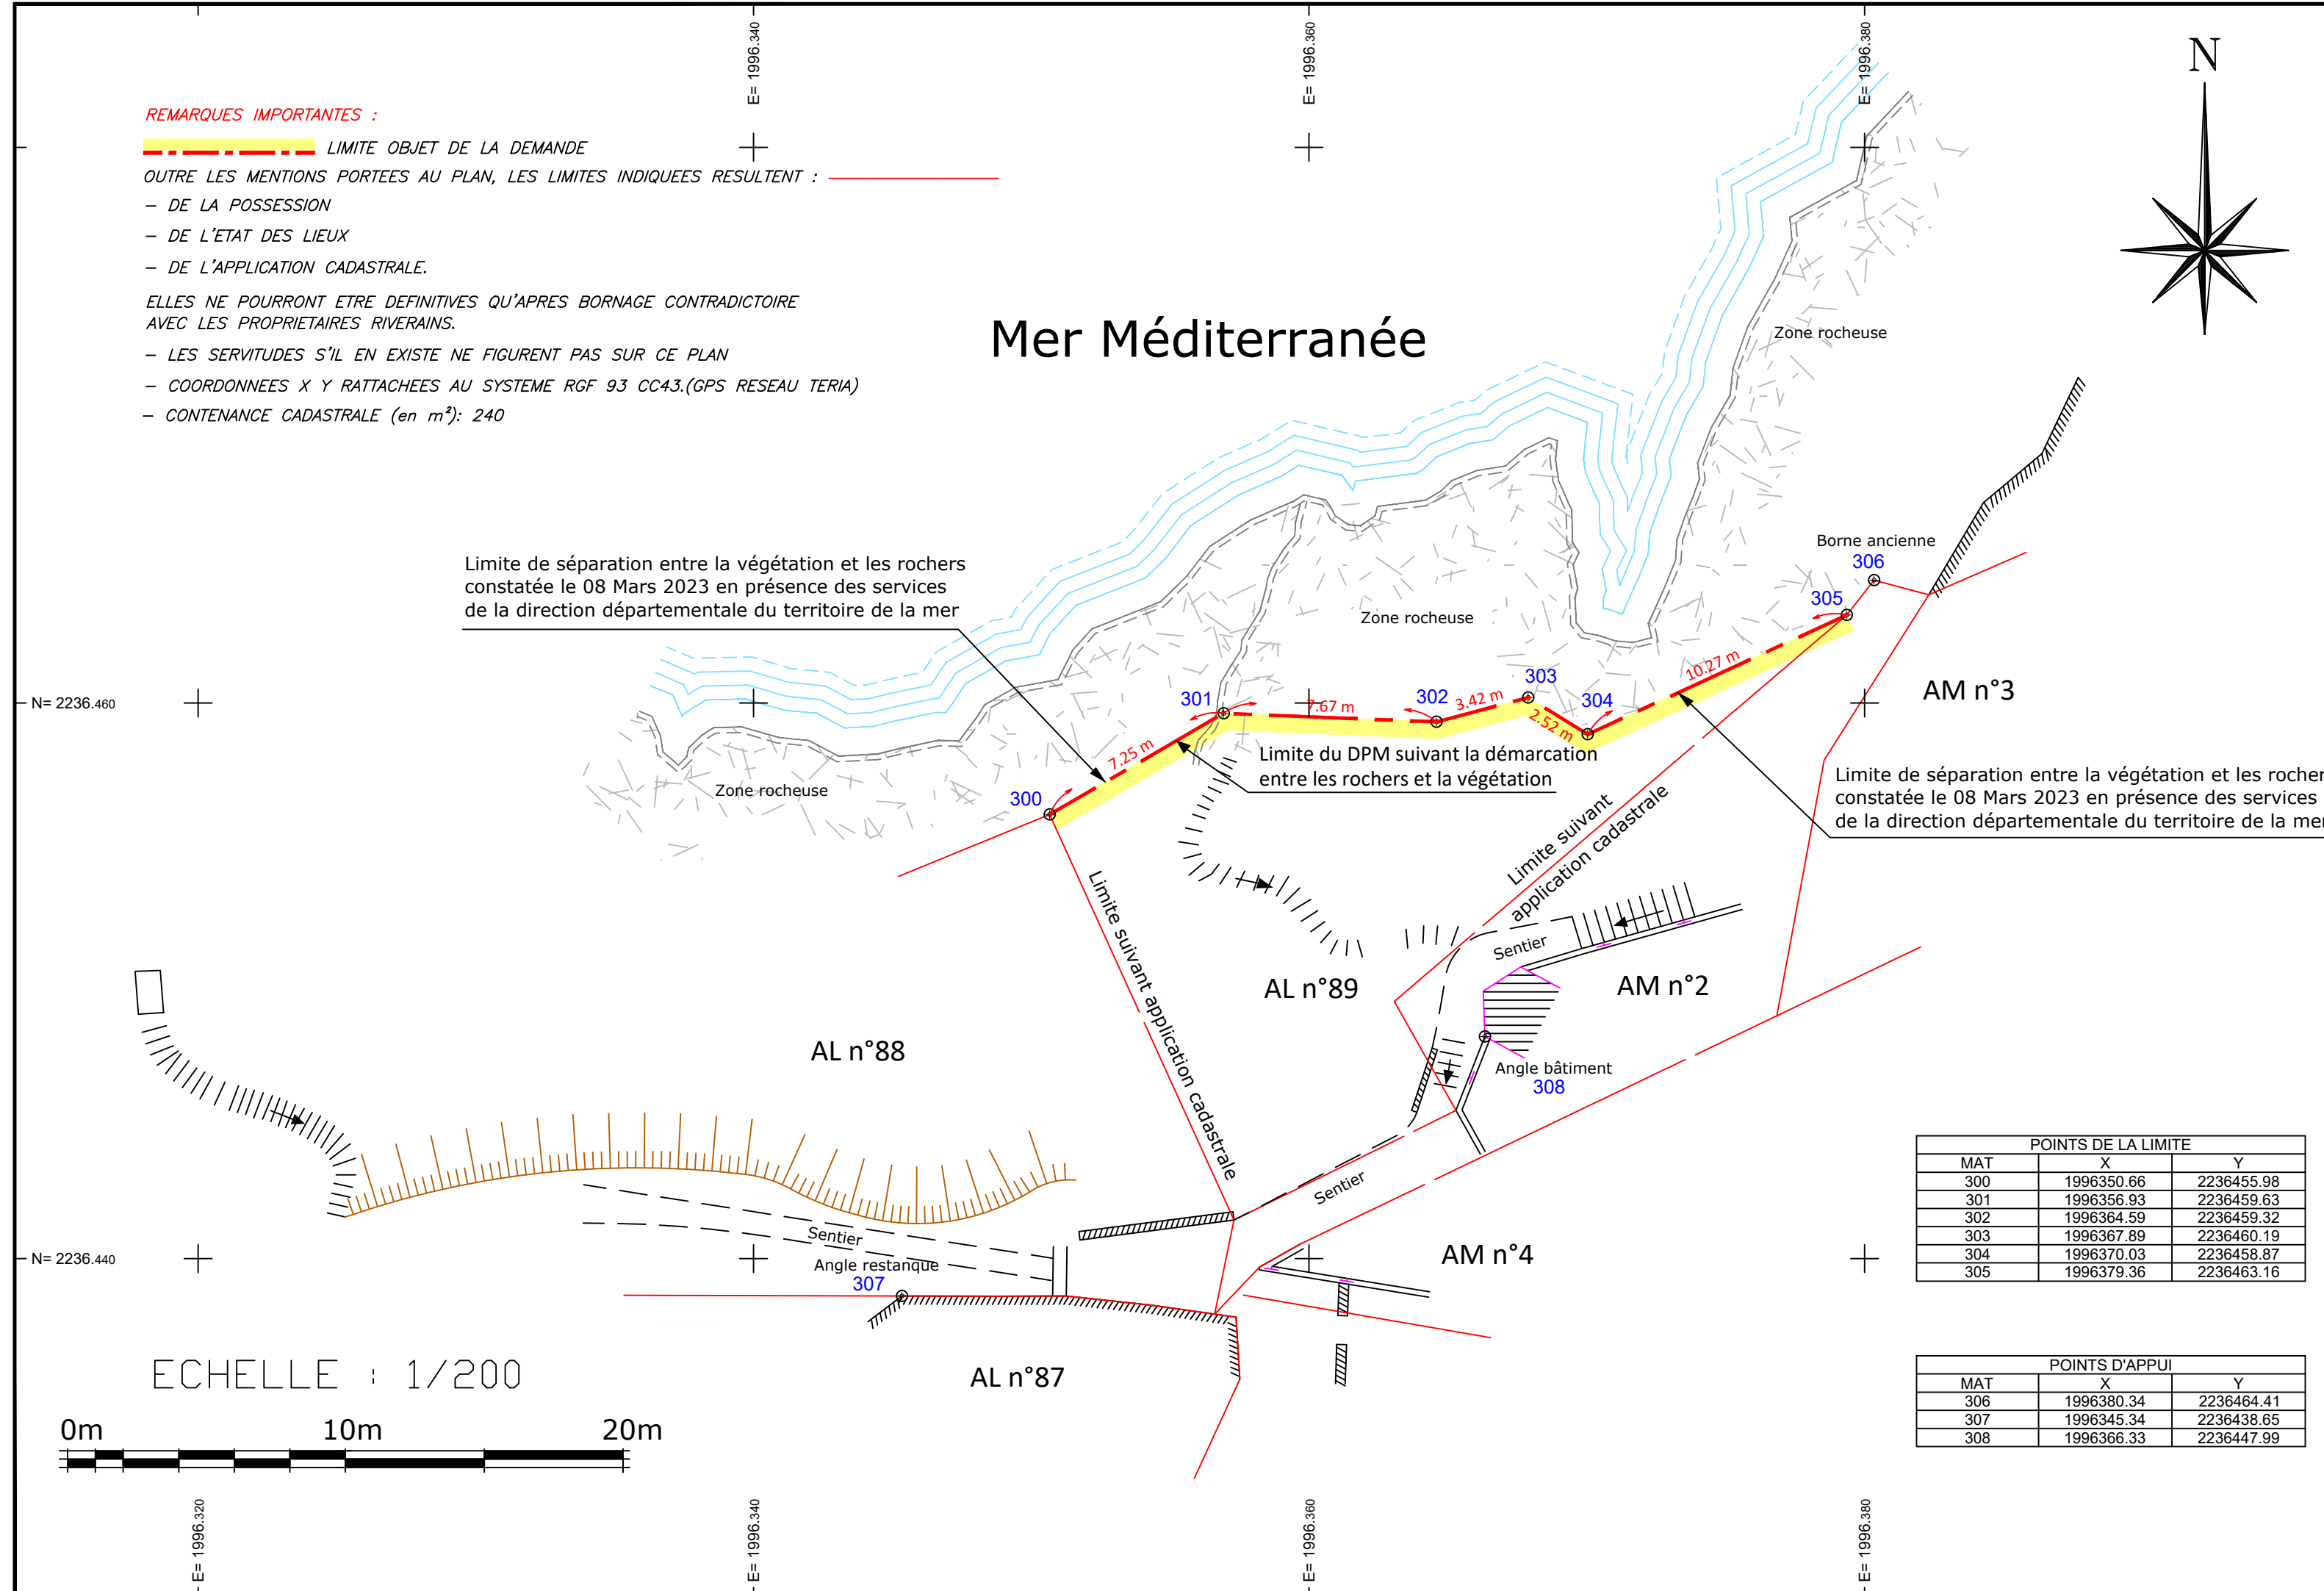 E= 1996.340
E= 1996.360
E= 1996.380
N
REMARQUES IMPORTANTES :
LIMITE OBJET DE LA DEMANDE
OUTRE LES MENTIONS PORTEES AU PLAN, LES LIMITES INDIQUEES RESULTENT :
– DE LA POSSESSION
– DE L'ETAT DES LIEUX
– DE L'APPLICATION CADASTRALE.
ELLES NE POURRONT ETRE DEFINITIVES QU'APRES BORNAGE CONTRADICTOIRE
AVEC LES PROPRIETAIRES RIVERAINS.
– LES SERVITUDES S'IL EN EXISTE NE FIGURENT PAS SUR CE PLAN
– COORDONNEES X Y RATTACHEES AU SYSTEME RGF 93 CC43.(GPS RESEAU TERIA)
– CONTENANCE CADASTRALE (en m²): 240
Mer Méditerranée
Zone rocheuse
Limite de séparation entre la végétation et les rochers
constatée le 08 Mars 2023 en présence des services
de la direction départementale du territoire de la mer
Borne ancienne
306
305
Zone rocheuse
N= 2236.460
301
302
303
304
7.67 m
3.42 m
2.52 m
10.27 m
7.25 m
AM n°3
Limite du DPM suivant la démarcation
entre les rochers et la végétation
Zone rocheuse
300
Limite de séparation entre la végétation et les rocher
constatée le 08 Mars 2023 en présence des services
de la direction départementale du territoire de la mer
Limite suivant
application cadastrale
Limite suivant application cadastrale
Sentier
AL n°89
AM n°2
AL n°88
Angle bâtiment
308
Sentier
Sentier
N= 2236.440
AM n°4
Angle restanque
307
AL n°87
POINTS DE LA LIMITE
MAT X Y
300 1996350.66 2236455.98
301 1996356.93 2236459.63
302 1996364.59 2236459.32
303 1996367.89 2236460.19
304 1996370.03 2236458.87
305 1996379.36 2236463.16
POINTS D'APPUI
MAT X Y
306 1996380.34 2236464.41
307 1996345.34 2236438.65
308 1996366.33 2236447.99
ECHELLE : 1/200
0m 10m 20m
E= 1996.320
E= 1996.340
E= 1996.360
E= 1996.380